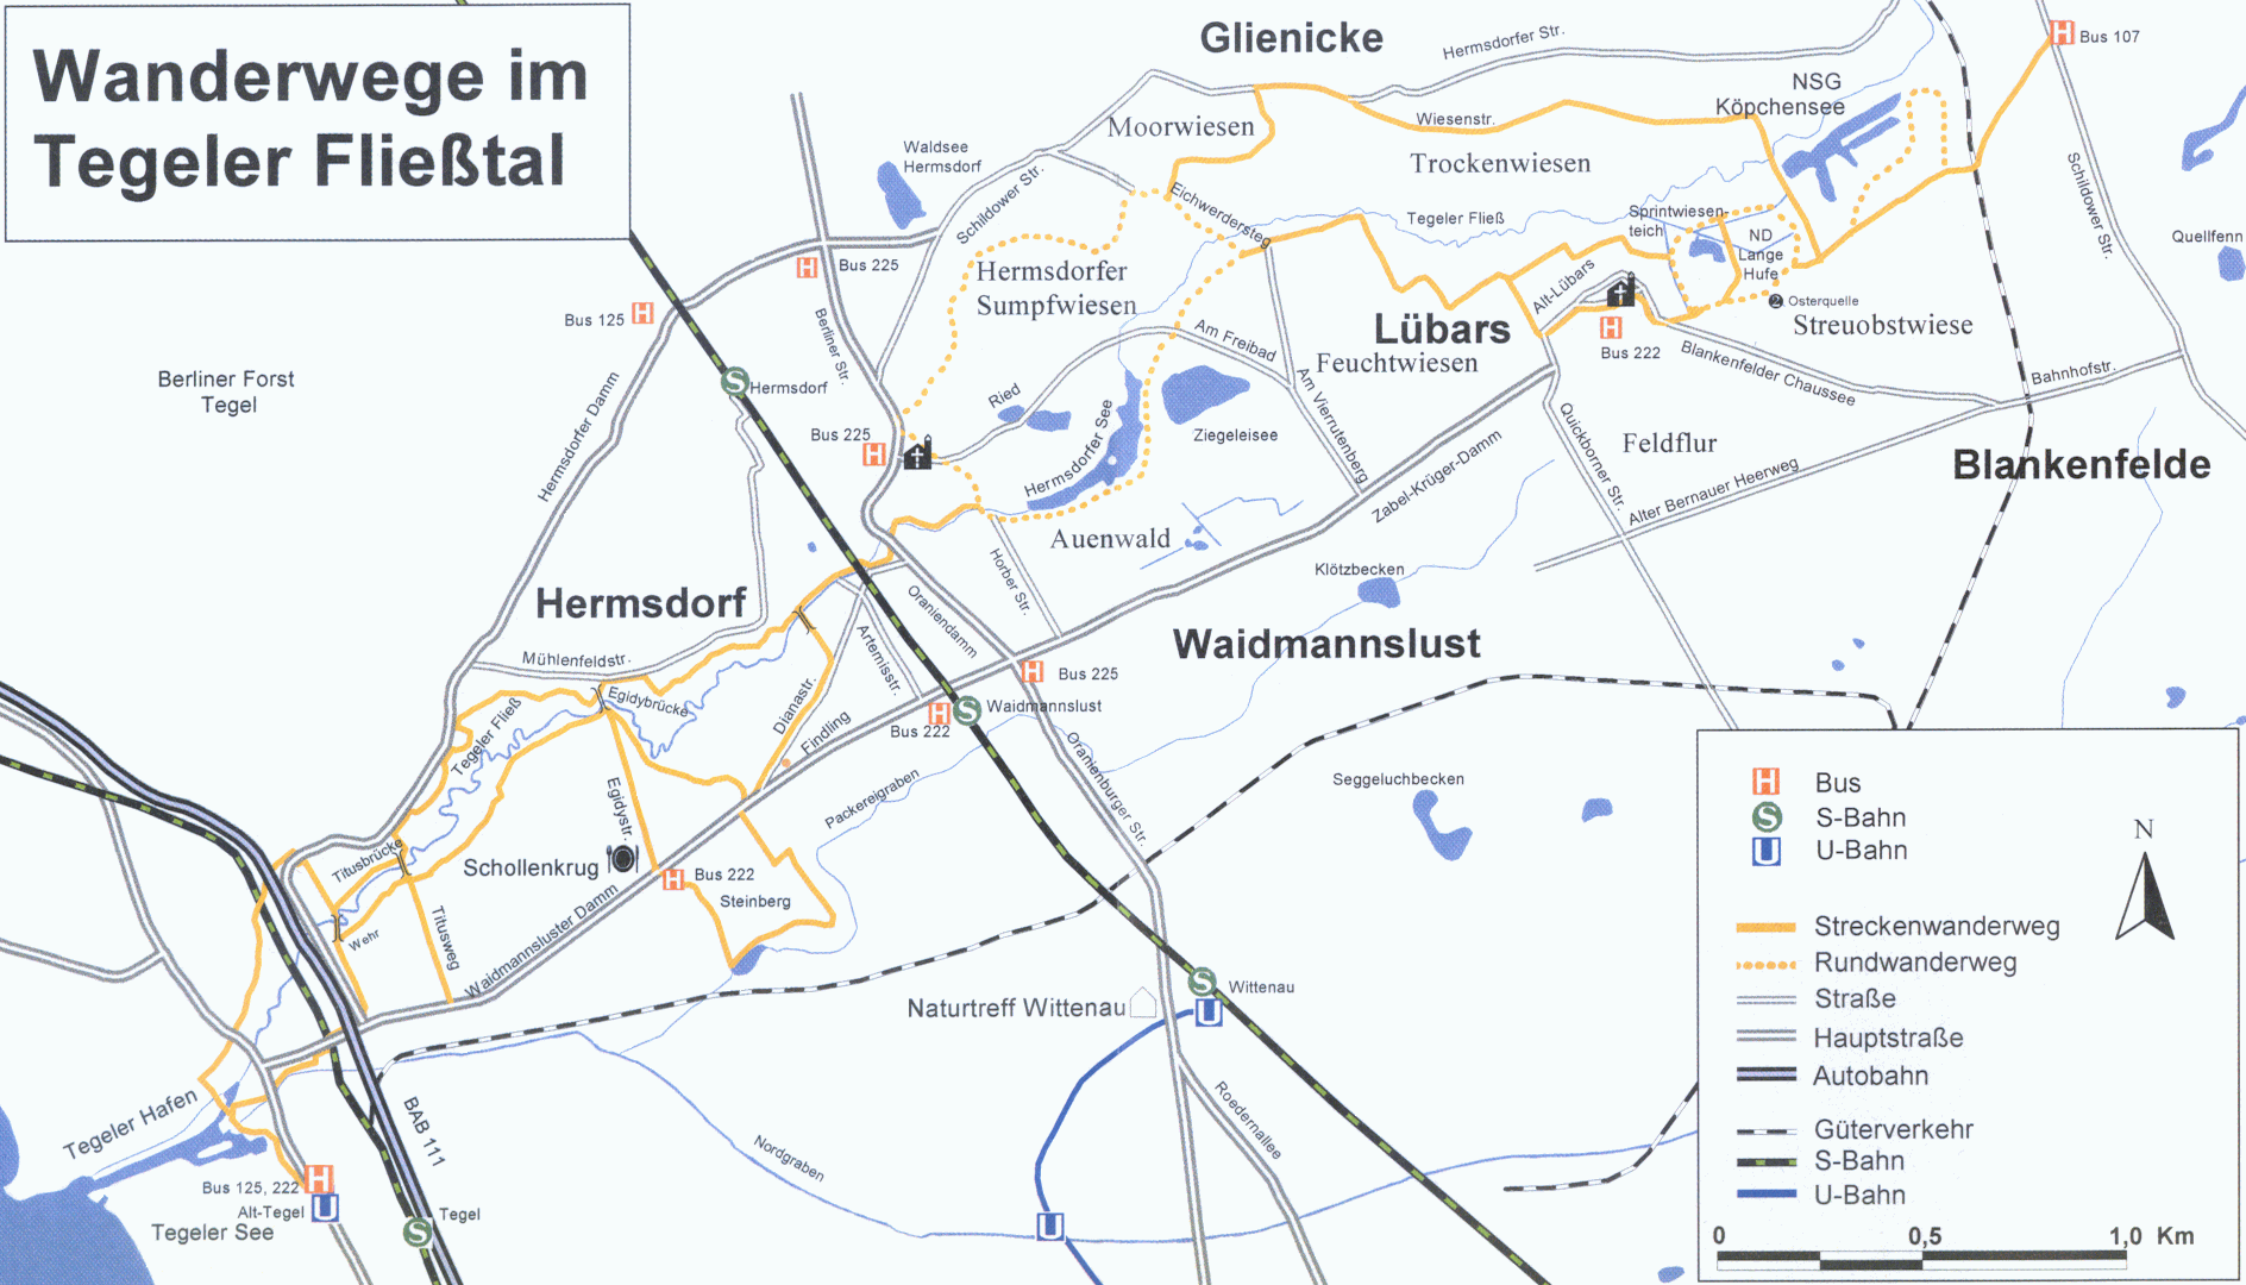 Wanderwege im
Tegeler Fließtal
Glienicke
Hermsdorfer Str.
H Bus 107
NSG
Köpchensee
Moorwiesen
Wiesenstr.
Trockenwiesen
Waldsee
Hermsdorf
Schildower Str.
Schildower Str.
Eichwerdersteg
Tegeler Fließ
Sprintwiesen-
teich
ND
Lange
Hufe
Quellfenn
H Bus 225
Hermsdorfer
Sumpfwiesen
Alt-Lübars
2 Osterquelle
Streuobstwiese
Bus 125 H
Berliner Str.
Lübars
H
Bus 222
Am Freibad
Feuchtwiesen
Blankenfelder Chaussee
Bahnhofstr.
Berliner Forst
Tegel
S Hermsdorf
Hermsdorfer Damm
Ried
Am Vierrutenberg
Bus 225
H
Hermsdorfer See
Ziegeleisee
Quickborner Str.
Feldflur
Blankenfelde
Zabel-Krüger-Damm
Alter Bernauer Heerweg
Auenwald
Horber Str.
Klötzbecken
Hermsdorf
Oraniendamm
Artemisstr.
Waidmannslust
Mühlenfeldstr.
H Bus 225
Egidybrücke
Dianastr.
Findling
H S Waidmannslust
Bus 222
Tegeler Fließ
Oranienburger Str.
Packereigraben
Seggeluchbecken
Egidystr.
Titusbrücke
Schollenkrug
H Bus 222
Steinberg
Titusweg
Wehr
Waidmannsluster Damm
S Wittenau
Naturtreff Wittenau
U
Tegeler Hafen
BAB 111
Roedernallee
Nordgraben
Bus 125, 222 H
Alt-Tegel U
Tegeler See
S Tegel
U
H Bus
S S-Bahn
U U-Bahn
N
Streckenwanderweg
Rundwanderweg
Straße
Hauptstraße
Autobahn
Güterverkehr
S-Bahn
U-Bahn
0 0,5 1,0 Km